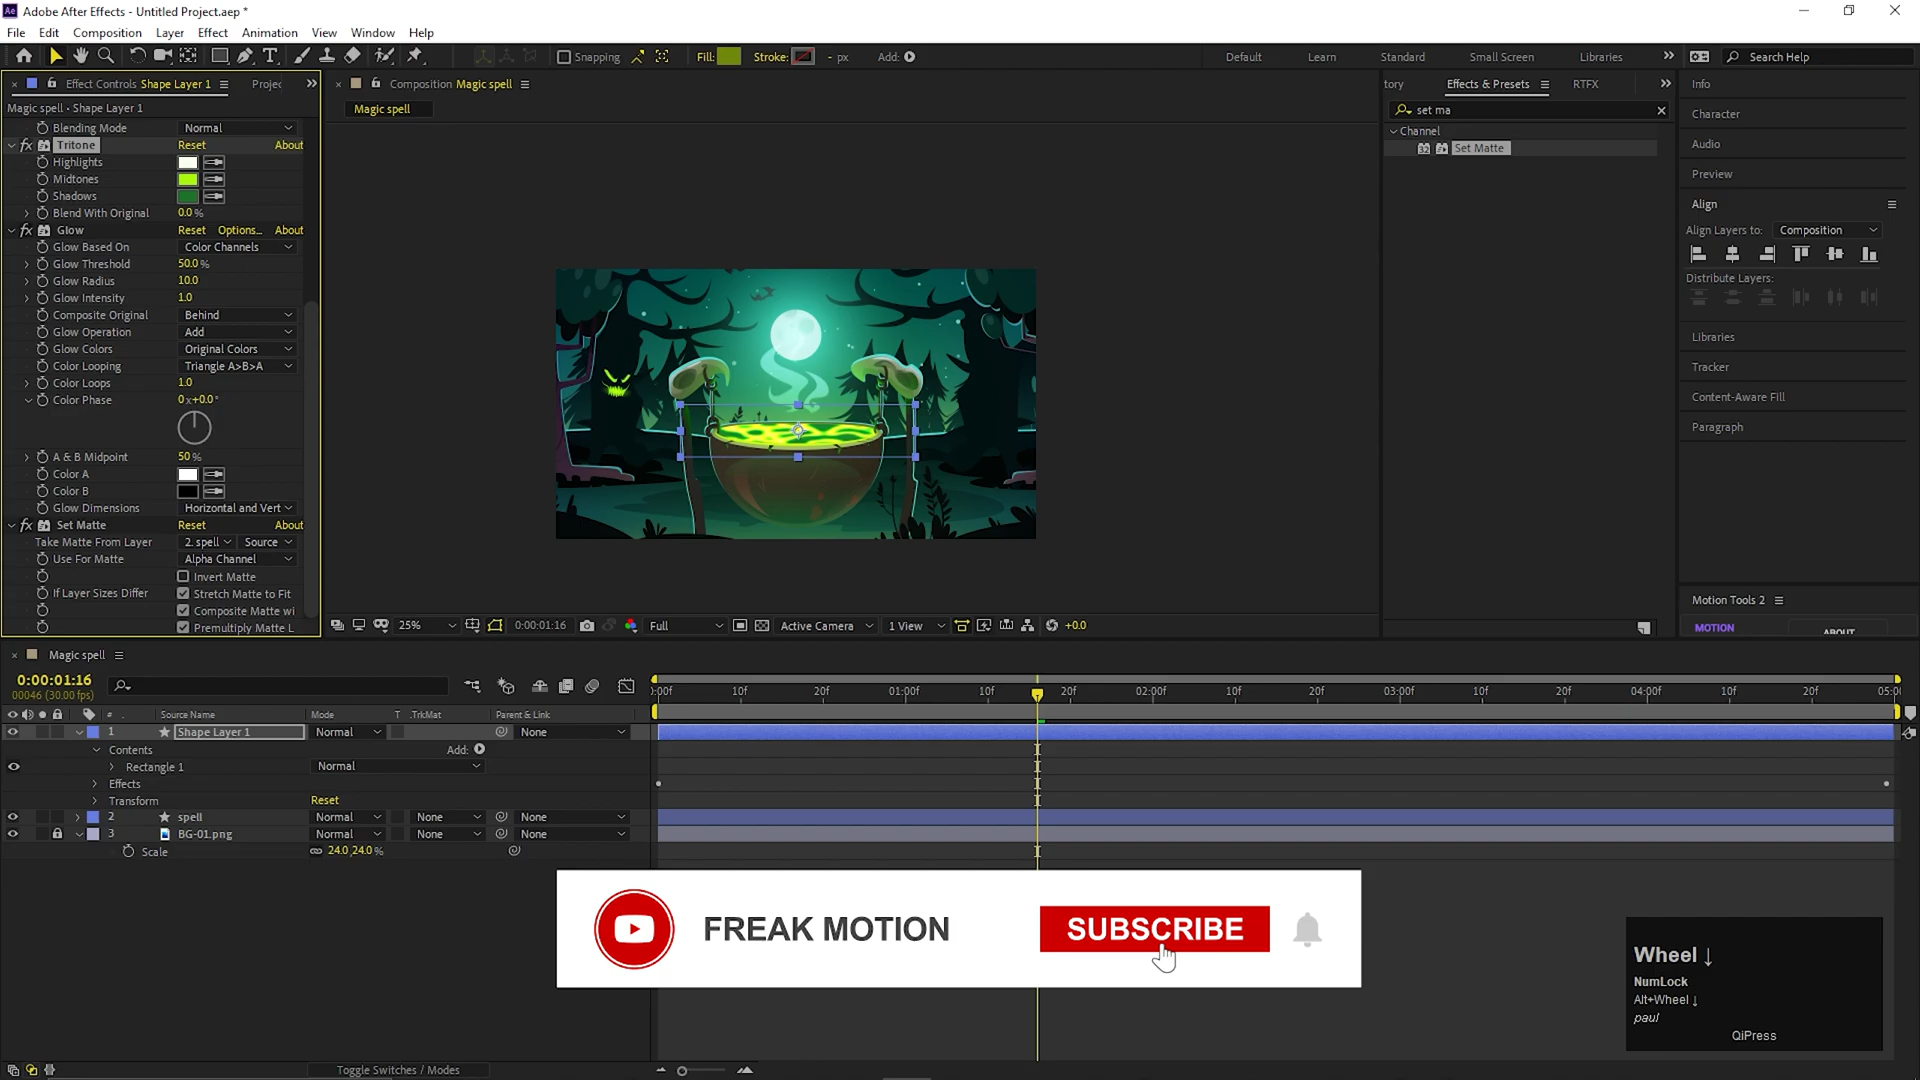 Adobe After Effects - Untitled Project.aep *
File Edit Composition Layer Effect Animation View Window Help
Snapping Fill: Stroke: - px Add: Default Learn Standard Small Screen Libraries Search Help
Effect Controls Shape Layer 1 Projec
Magic spell • Shape Layer 1
Blending Mode Normal
fx Tritone Reset About
Highlights
Midtones
Shadows
Blend With Original 0.0 %
fx Glow Reset Options... About
Glow Based On Color Channels
Glow Threshold 50.0 %
Glow Radius 10.0
Glow Intensity 1.0
Composite Original Behind
Glow Operation Add
Glow Colors Original Colors
Color Looping Triangle A>B>A
Color Loops 1.0
Color Phase 0 x+0.0 °
A & B Midpoint 50 %
Color A
Color B
Glow Dimensions Horizontal and Vert
fx Set Matte Reset About
Take Matte From Layer 2. spell Source
Use For Matte Alpha Channel
Invert Matte
If Layer Sizes Differ Stretch Matte to Fit
Composite Matte wi
Premultiply Matte L
Composition Magic spell
Magic spell
25% 0:00:01:16 Full Active Camera 1 View +0.0
tory Effects & Presets RTFX
set ma
Channel
32 Set Matte
Info
Character
Audio
Preview
Align
Align Layers to: Composition
Distribute Layers:
Libraries
Tracker
Content-Aware Fill
Paragraph
Motion Tools 2
MOTION ABOUT
Magic spell
0:00:01:16
00046 (30.00 fps)
:00f 10f 20f 01:00f 10f 20f 02:00f 10f 20f 03:00f 10f 20f 04:00f 10f 20f 05:0
# Source Name Mode T .TrkMat Parent & Link
1 Shape Layer 1 Normal None
Contents Add:
Rectangle 1 Normal
Effects
Transform Reset
2 spell Normal None None
3 BG-01.png Normal None None
Scale 24.0,24.0 %
FREAK MOTION SUBSCRIBE
Wheel ↓
NumLock
Alt+Wheel ↓
paul
QiPress
Toggle Switches / Modes